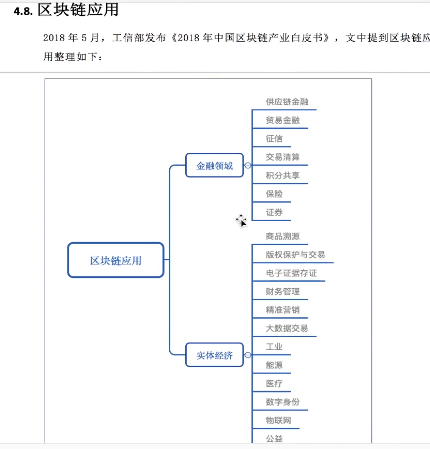 4.8. 区块链应用
2018 年 5 月，工信部发布《2018 年中国区块链产业白皮书》，文中提到区块链应
用整理如下：
区块链应用
金融领域
供应链金融
贸易金融
征信
交易清算
积分共享
保险
证券
实体经济
商品溯源
版权保护与交易
电子证据存证
财务管理
精准营销
大数据交易
工业
能源
医疗
数字身份
物联网
公益